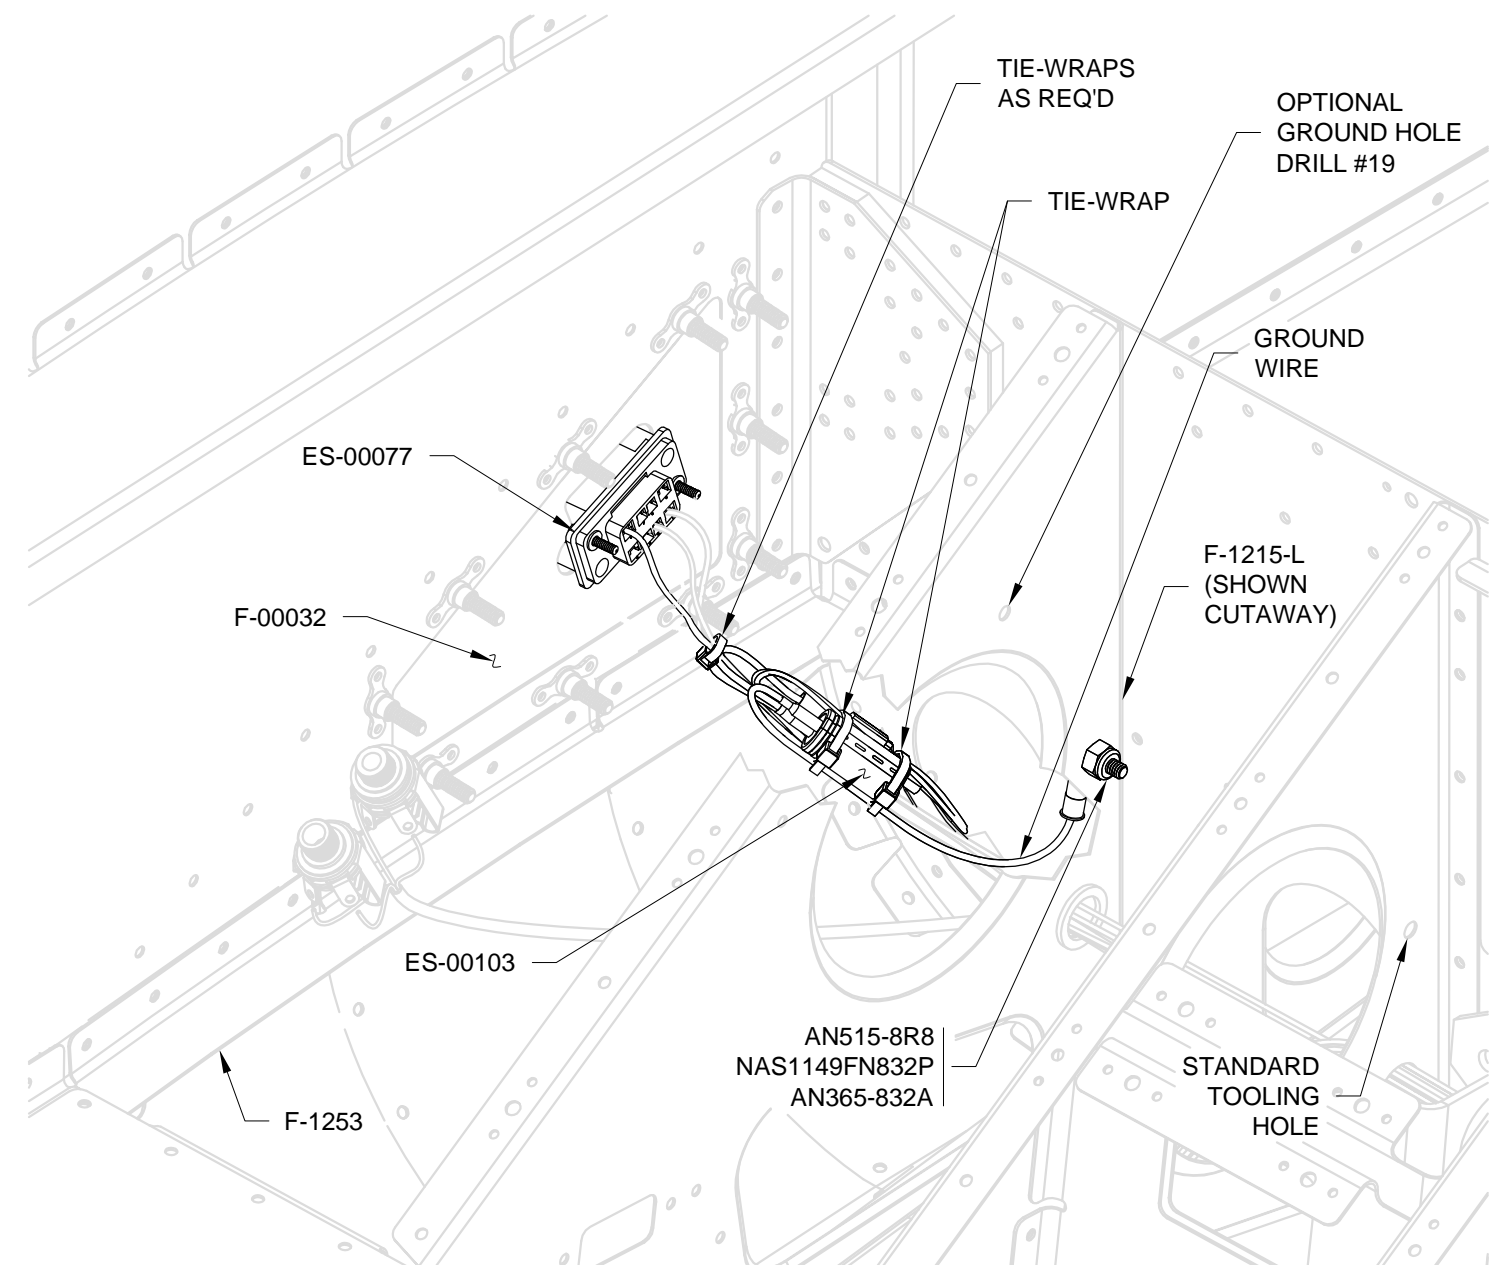 TIE-WRAPS
AS REQ'D
OPTIONAL
GROUND HOLE
DRILL #19
TIE-WRAP
GROUND
WIRE
ES-00077
F-1215-L
(SHOWN
CUTAWAY)
F-00032
ES-00103
AN515-8R8
NAS1149FN832P
AN365-832A
STANDARD
TOOLING
HOLE
F-1253